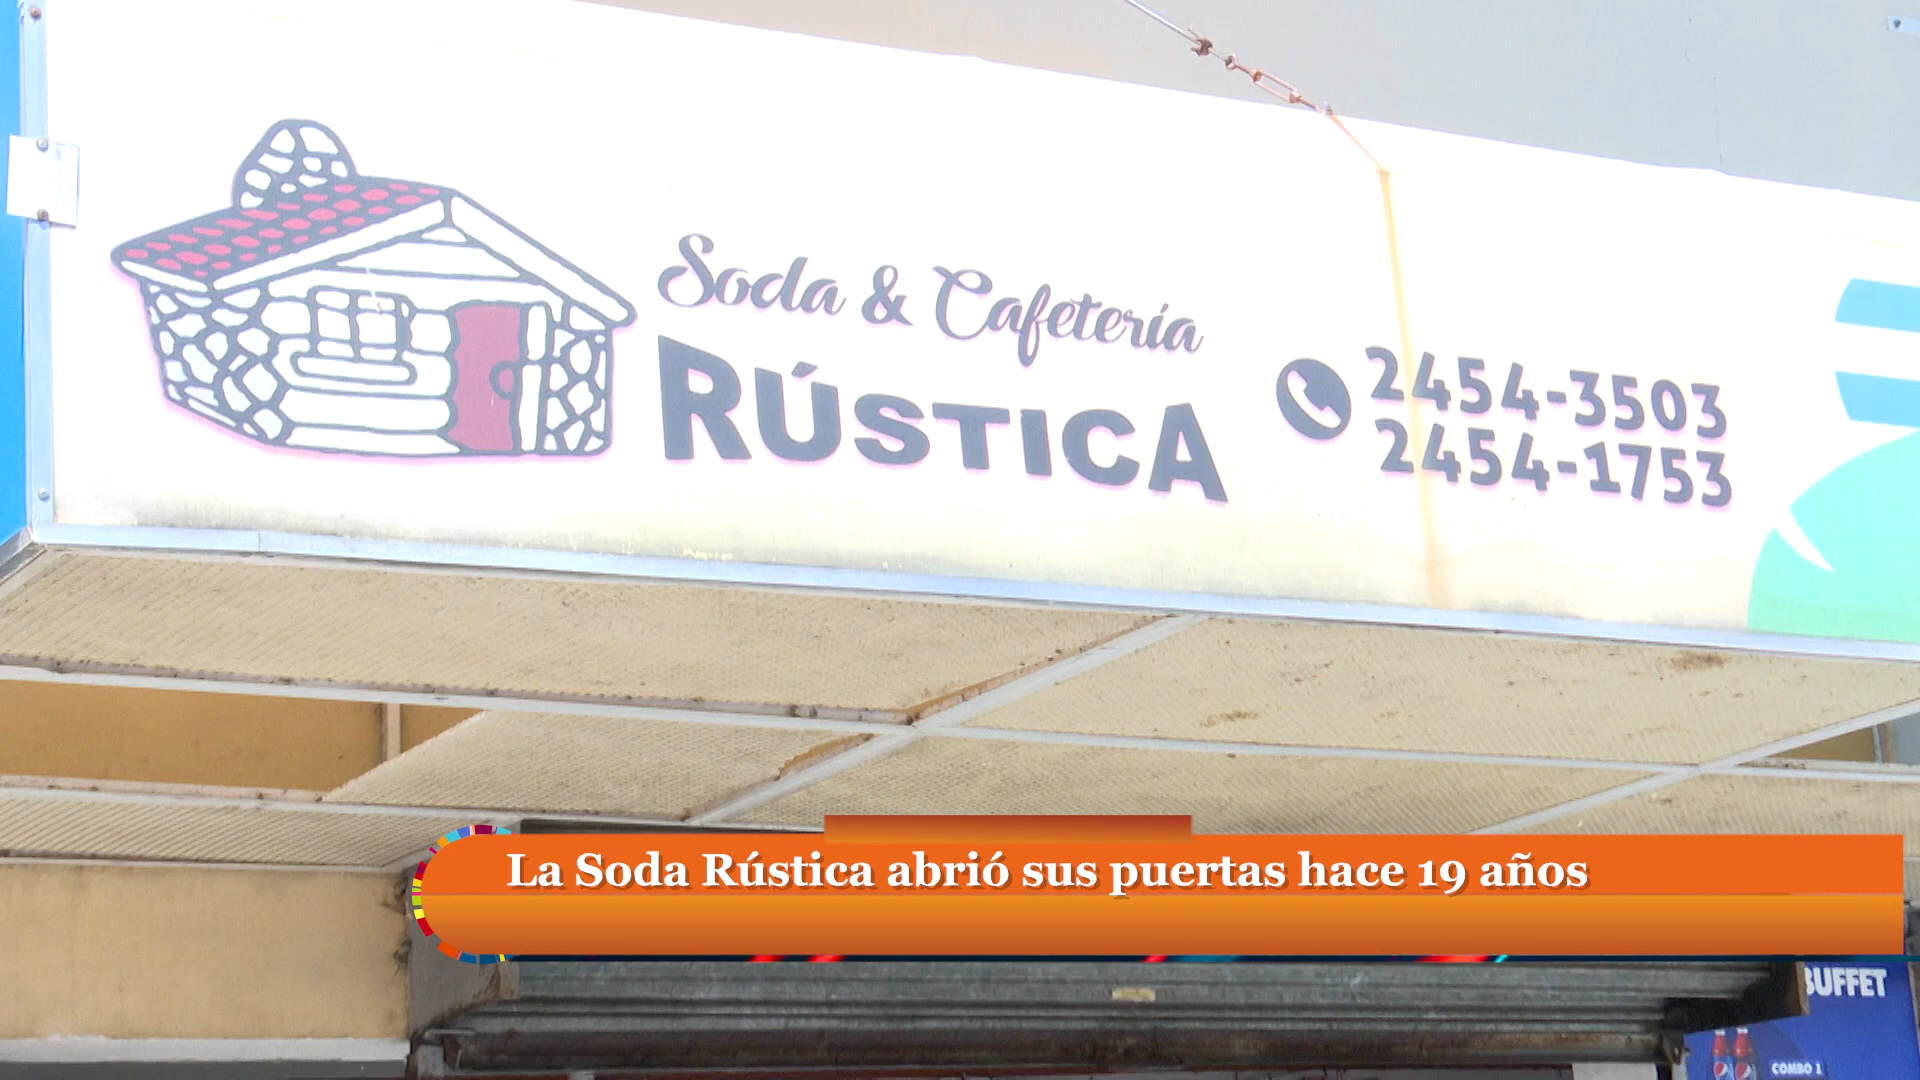 Soda & Cafetería
RÚSTICA
2454-3503
2454-1753
La Soda Rústica abrió sus puertas hace 19 años
BUFFET
COMBO 1